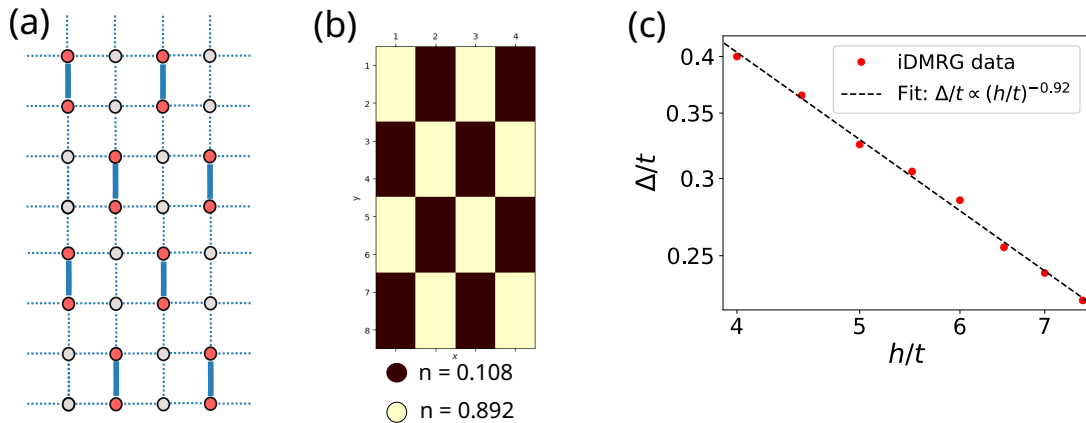 (a)
(b)
1 2 3 4
1
2
3
4
5
6
7
8
y
x
n = 0.108
n = 0.892
(c)
iDMRG data
Fit: Δ/t ∝ (h/t)^−0.92
0.4
0.35
0.3
0.25
Δ/t
4 5 6 7
h/t